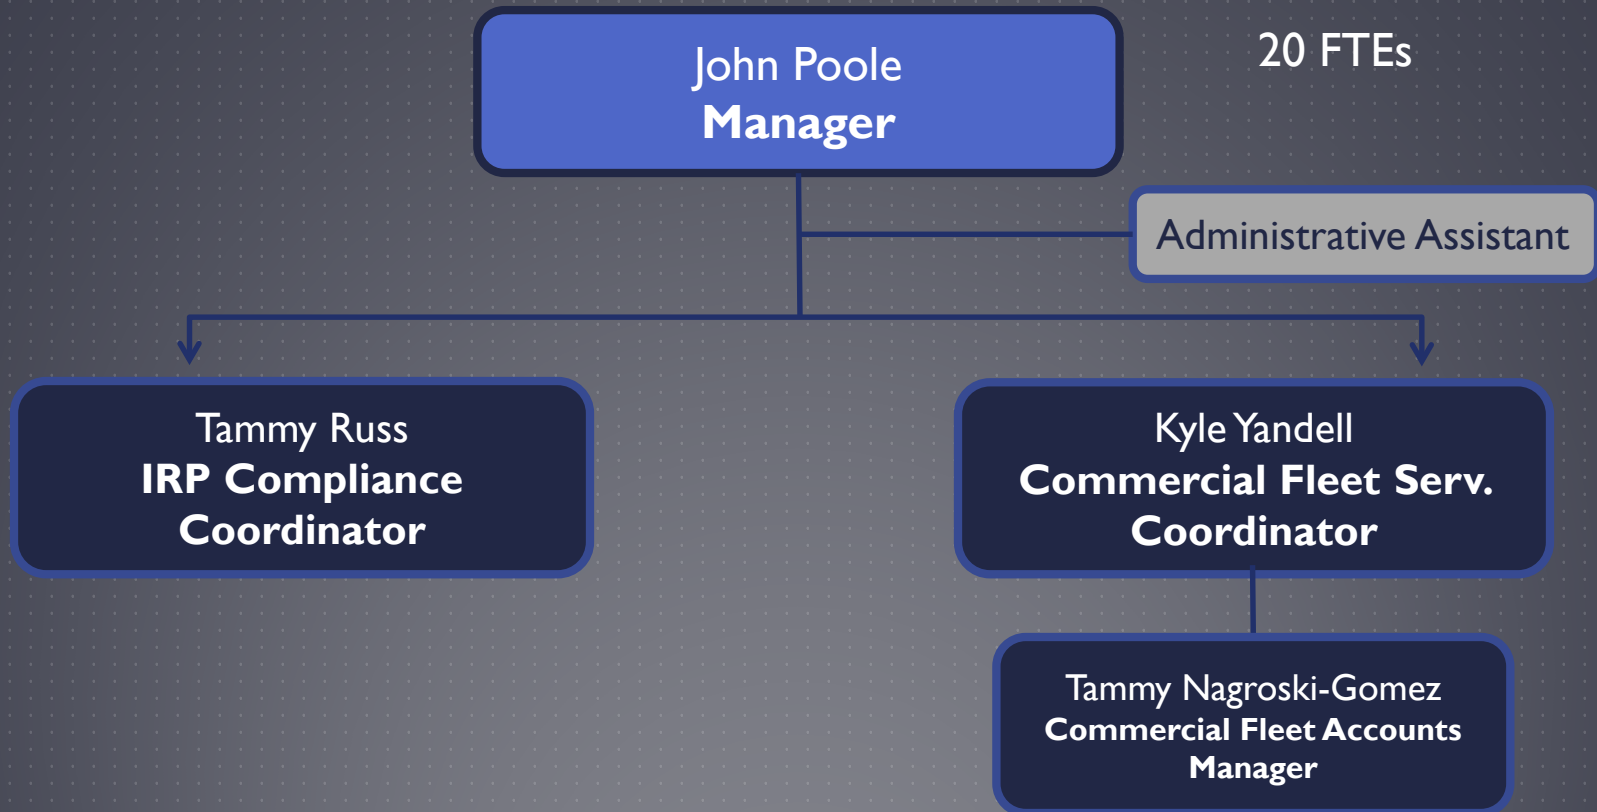 John Poole
Manager
20 FTEs
Administrative Assistant
Tammy Russ
IRP Compliance
Coordinator
Kyle Yandell
Commercial Fleet Serv.
Coordinator
Tammy Nagroski-Gomez
Commercial Fleet Accounts
Manager